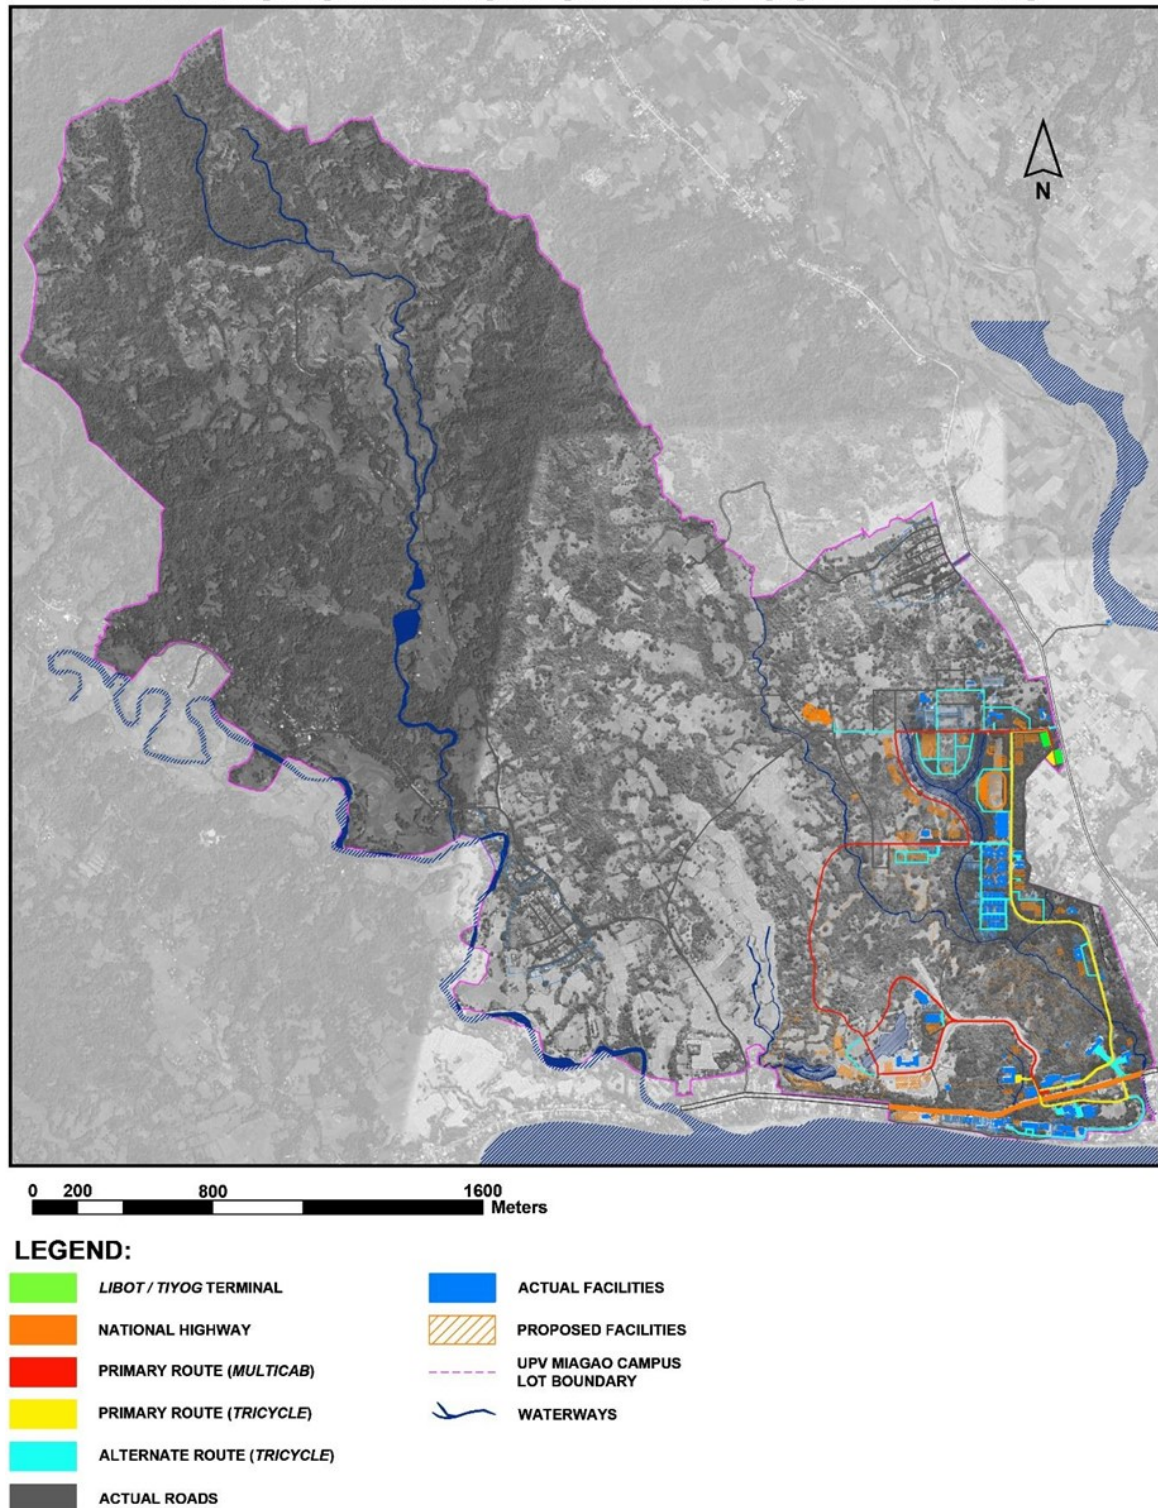 N
0 200 800 1600
Meters
LEGEND:
LIBOT / TIYOG TERMINAL
NATIONAL HIGHWAY
PRIMARY ROUTE (MULTICAB)
PRIMARY ROUTE (TRICYCLE)
ALTERNATE ROUTE (TRICYCLE)
ACTUAL ROADS
ACTUAL FACILITIES
PROPOSED FACILITIES
UPV MIAGAO CAMPUS
LOT BOUNDARY
WATERWAYS